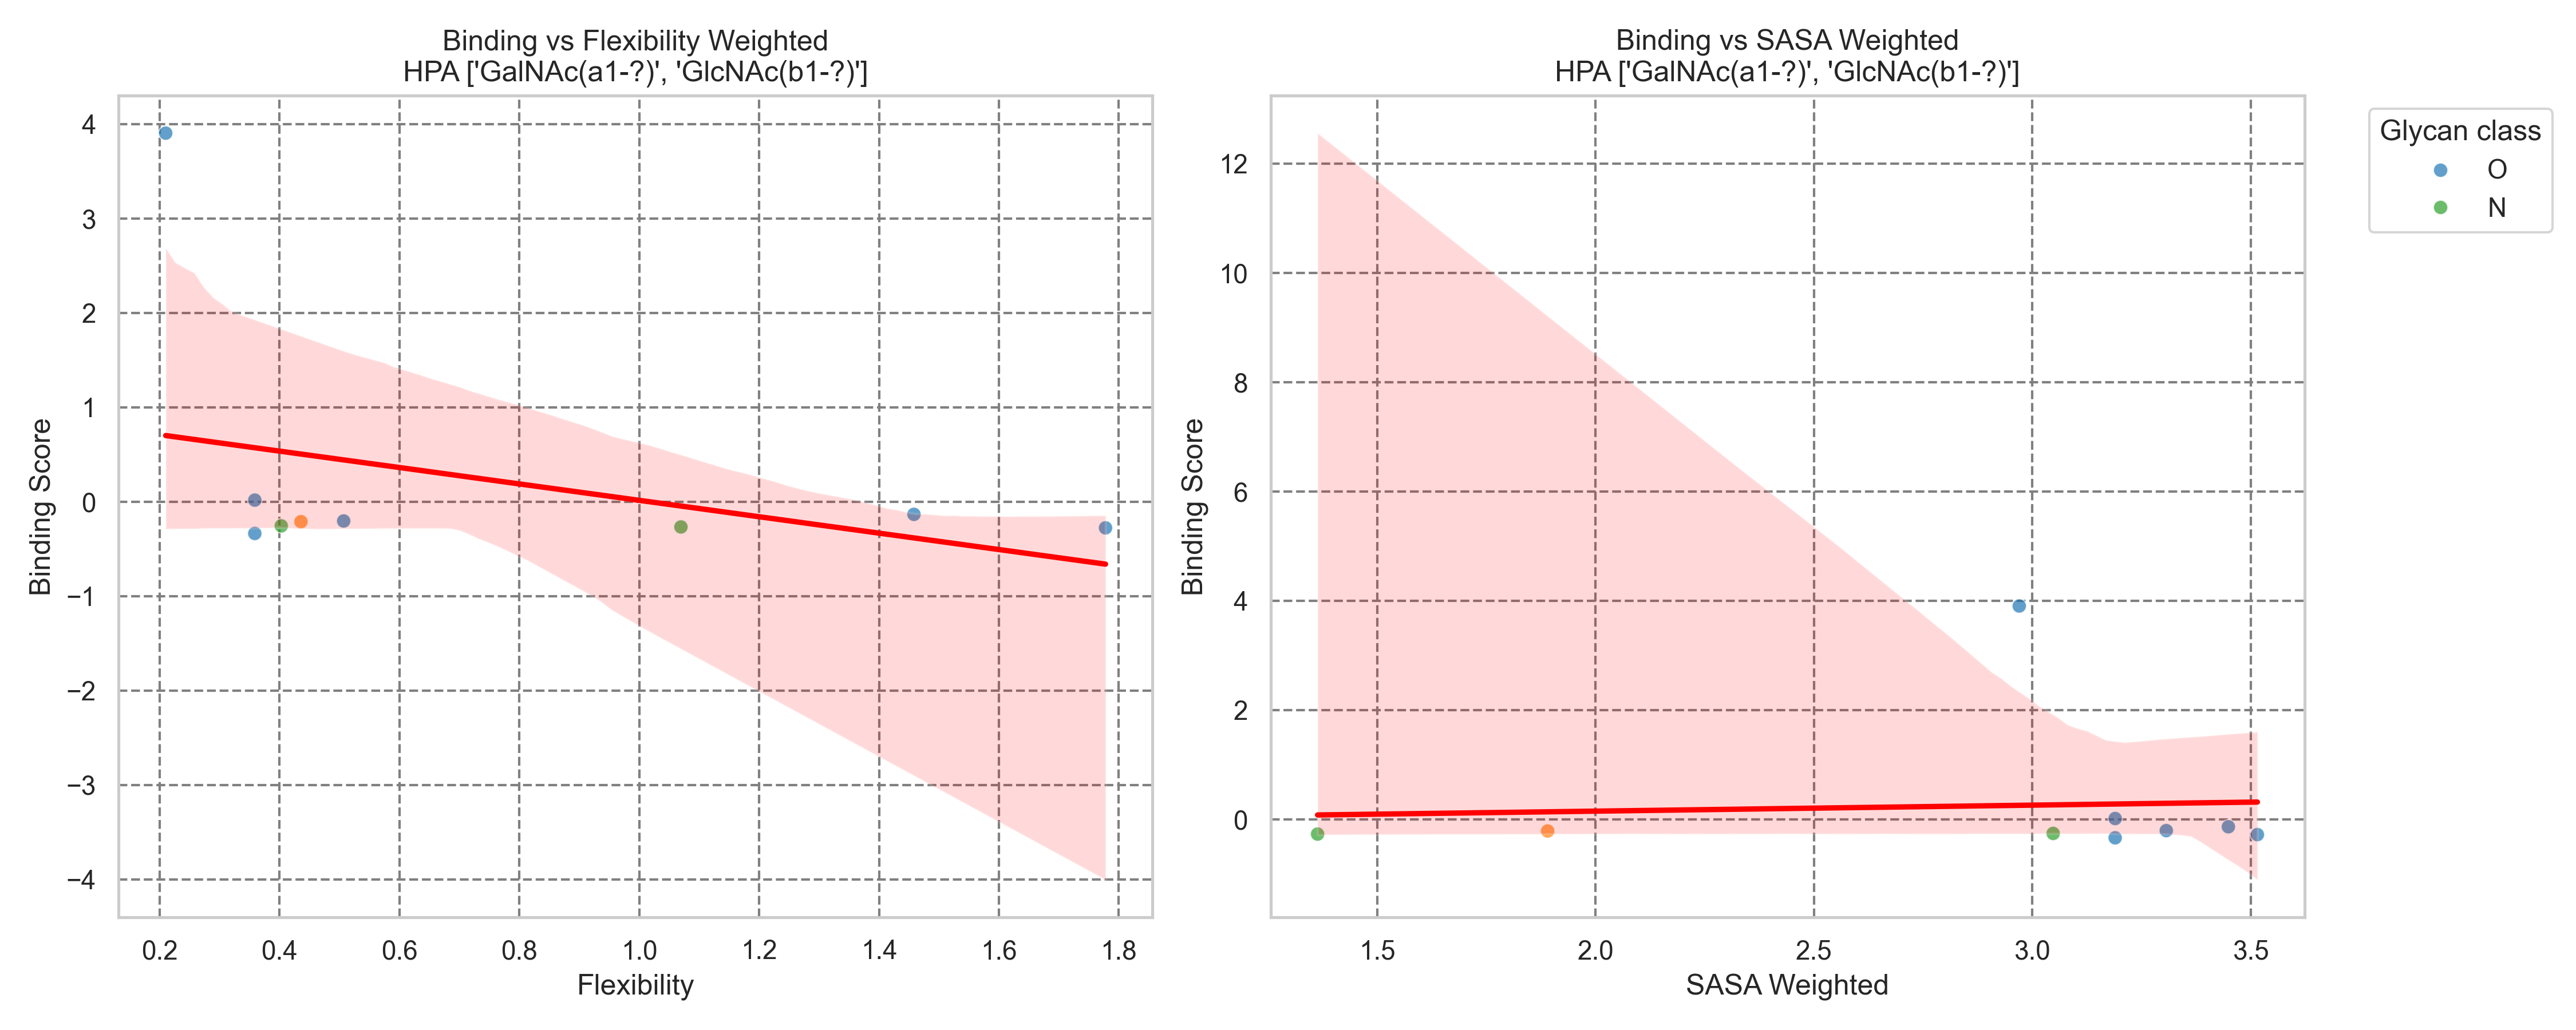 Binding vs Flexibility Weighted
HPA ['GalNAc(a1-?)', 'GlcNAc(b1-?)']
4
3
2
1
0
−1
−2
−3
−4
Binding Score
0.2 0.4 0.6 0.8 1.0 1.2 1.4 1.6 1.8
Flexibility
Binding vs SASA Weighted
HPA ['GalNAc(a1-?)', 'GlcNAc(b1-?)']
12
10
8
6
4
2
0
Binding Score
1.5 2.0 2.5 3.0 3.5
SASA Weighted
Glycan class
O
N